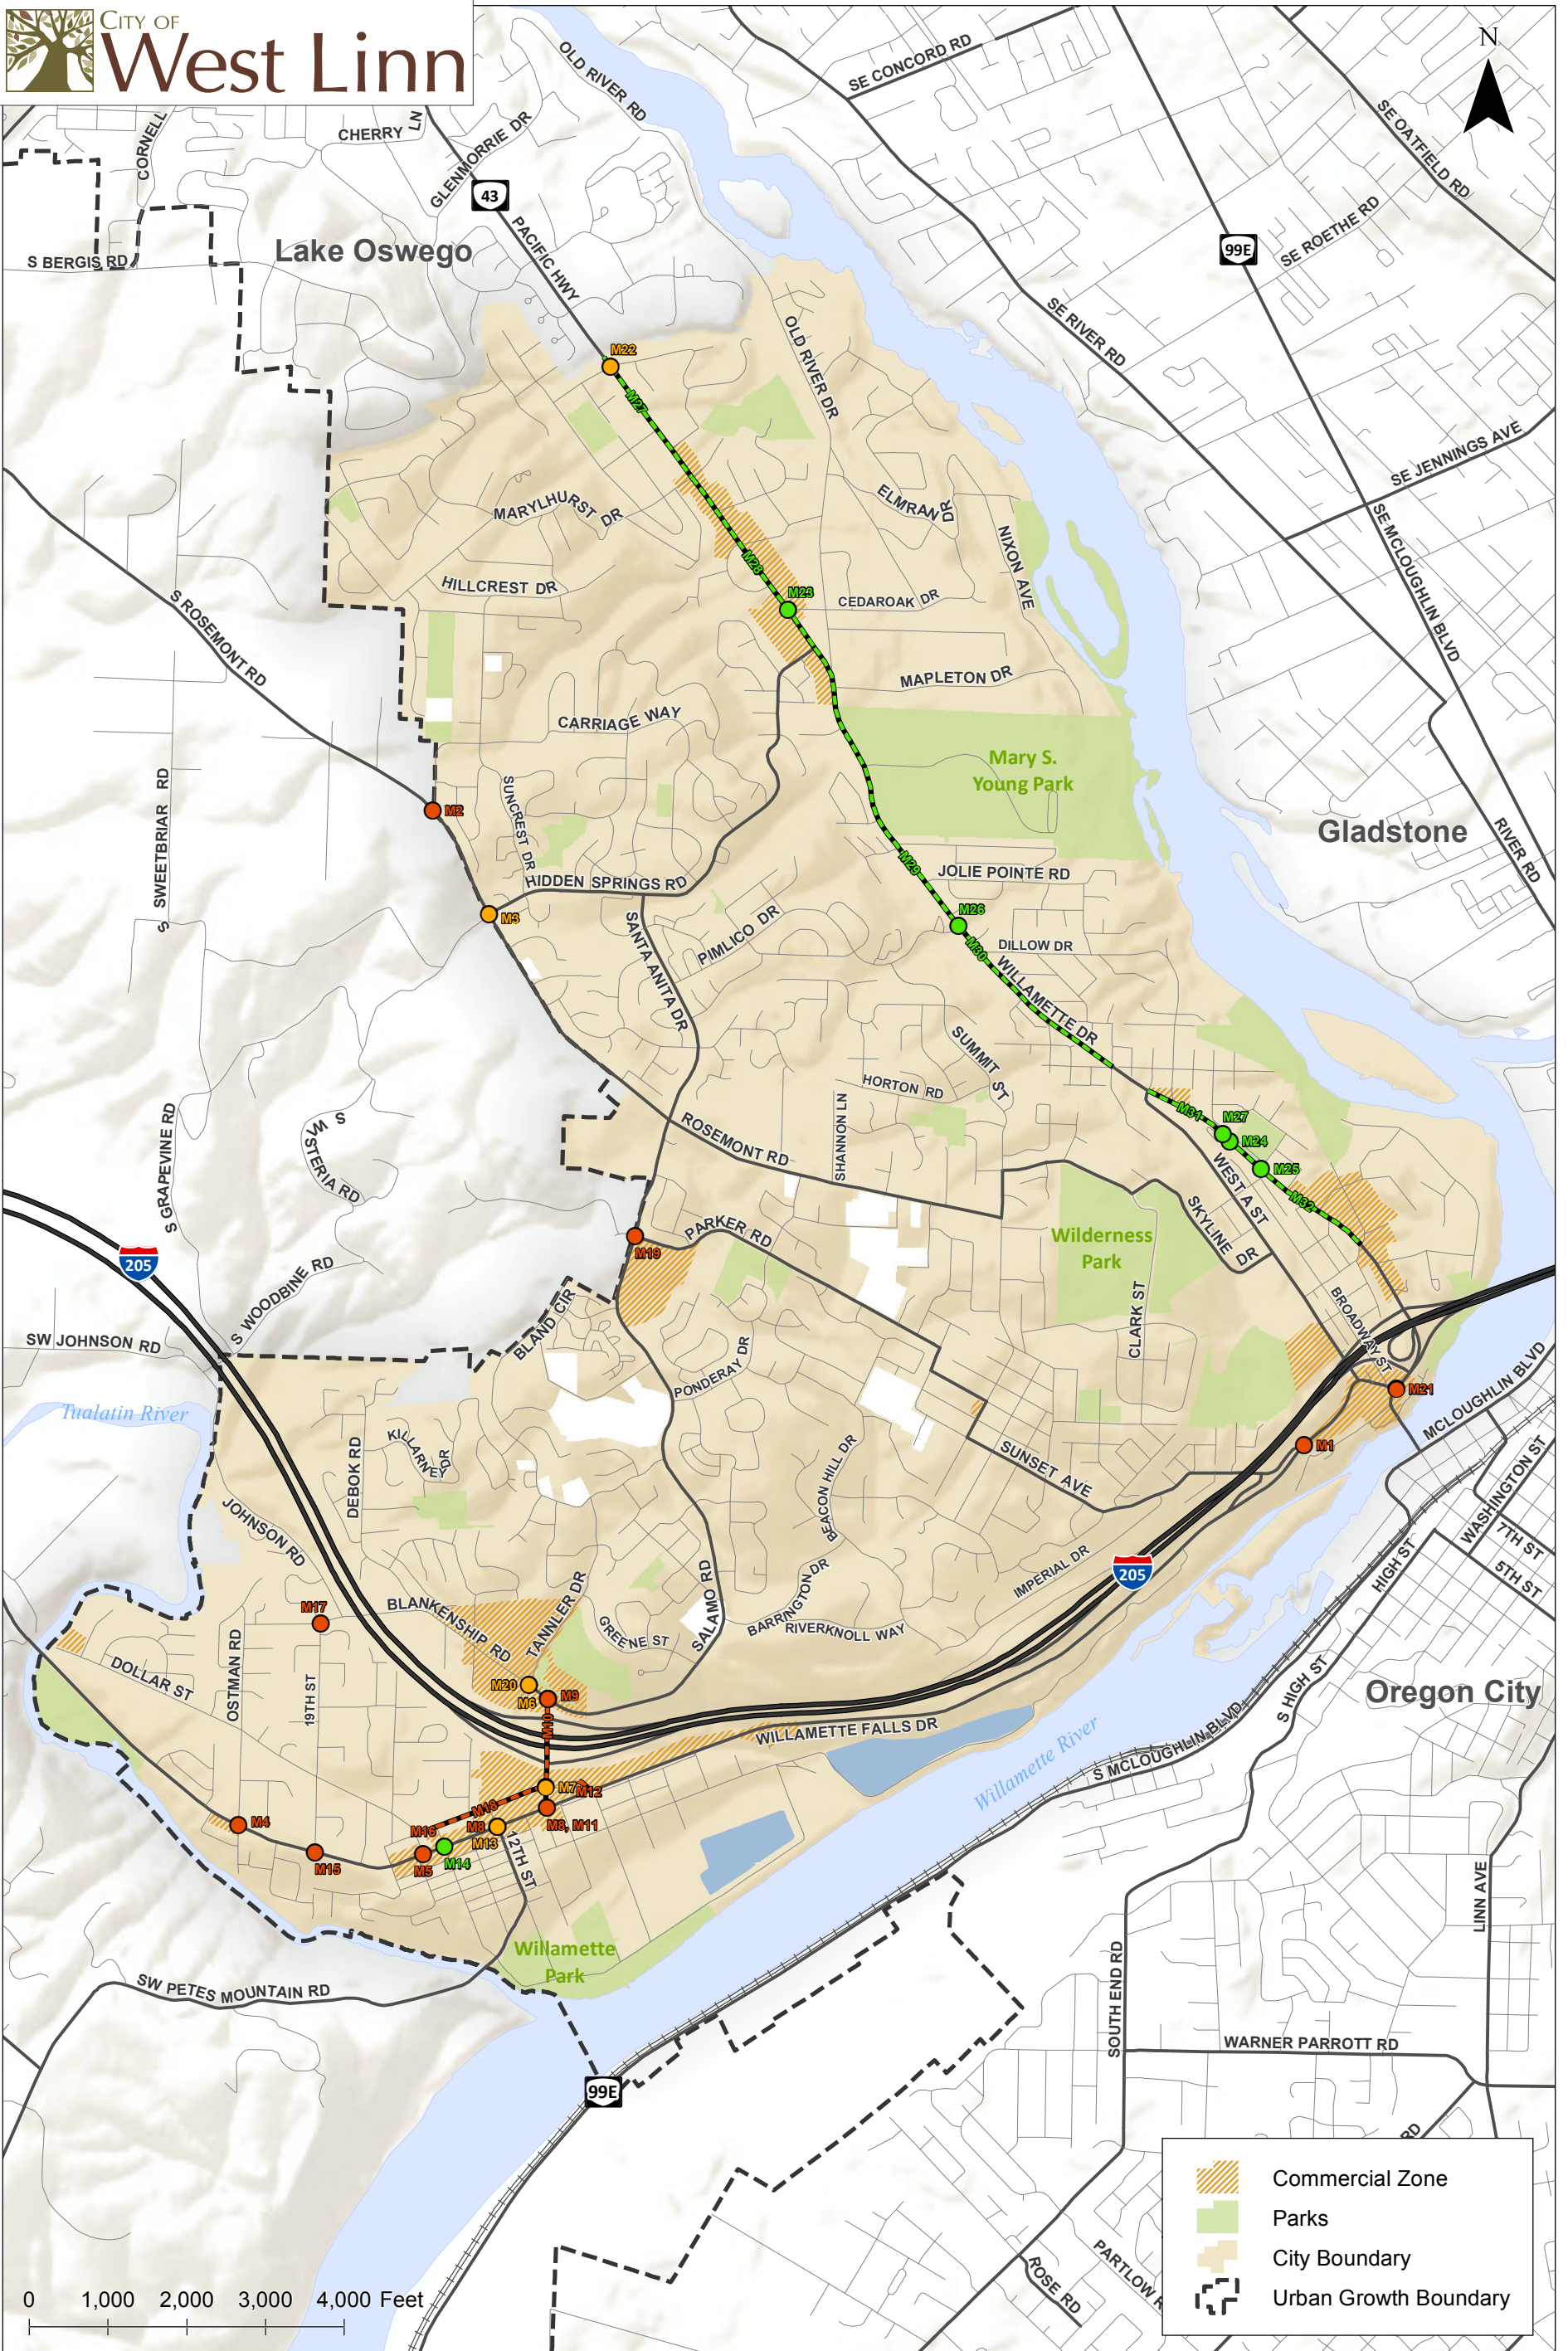 CITY OF
West Linn
N
OLD RIVER RD
SE CONCORD RD
SE OATFIELD RD
CORNELL
CHERRY LN
GLENMORRIE DR
43
PACIFIC HWY
Lake Oswego
S BERGIS RD
99E
SE ROETHE RD
SE RIVER RD
OLD RIVER DR
M22
M27
SE JENNINGS AVE
MARYLHURST DR
ELMRAN DR
NIXON AVE
SE MCLOUGHLIN BLVD
M28
HILLCREST DR
M23
CEDAROAK DR
S ROSEMONT RD
MAPLETON DR
CARRIAGE WAY
Mary S.
Young Park
S SWEETBRIAR RD
SUNCREST DR
M2
Gladstone
RIVER RD
M29
JOLIE POINTE RD
HIDDEN SPRINGS RD
M3
M26
SANTA ANITA DR
PIMLICO DR
M30
DILLOW DR
WILLAMETTE DR
SUMMIT ST
HORTON RD
SHANNON LN
M31
M27
M24
M25
M32
S GRAPEVINE RD
S WISTERIA RD
ROSEMONT RD
WEST A ST
SKYLINE DR
M19
PARKER RD
Wilderness
Park
CLARK ST
205
S WOODBINE RD
BLAND CIR
BROADWAY ST
SW JOHNSON RD
PONDERAY DR
MCLOUGHLIN BLVD
M21
Tualatin River
KILLARNEY DR
DEBOK RD
M1
SUNSET AVE
BEACON HILL DR
WASHINGTON ST
7TH ST
5TH ST
HIGH ST
JOHNSON RD
205
IMPERIAL DR
SALAMO RD
BARRINGTON DR
RIVERKNOLL WAY
M17
BLANKENSHIP RD
TANNLER DR
GREENE ST
DOLLAR ST
OSTMAN RD
19TH ST
M20
M6
M9
M10
S HIGH ST
Oregon City
WILLAMETTE FALLS DR
Willamette River
S MCLOUGHLIN BLVD
M7
M12
M18
M8, M11
M4
M16
M8
M13
M15
M5
M14
12TH ST
LINN AVE
Willamette
Park
SW PETES MOUNTAIN RD
SOUTH END RD
WARNER PARROTT RD
99E
RD
ROSE RD
PARTLOW R
Commercial Zone
Parks
City Boundary
Urban Growth Boundary
0 1,000 2,000 3,000 4,000 Feet